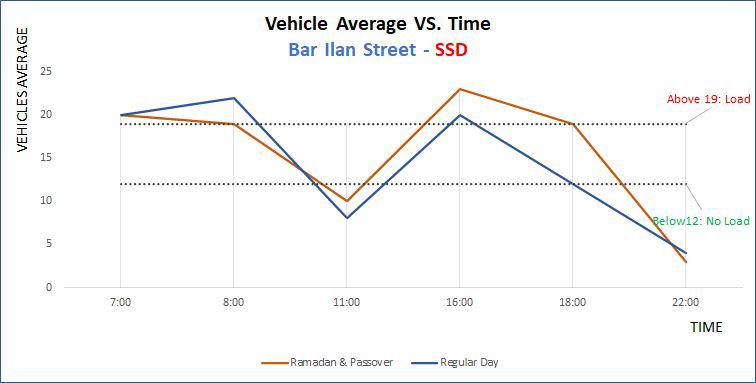 Vehicle Average VS. Time
Bar Ilan Street - SSD
VEHICLES AVERAGE
25
20
15
10
5
0
Above 19: Load
Below12: No Load
7:00 8:00 11:00 16:00 18:00 22:00
TIME
Ramadan & Passover Regular Day